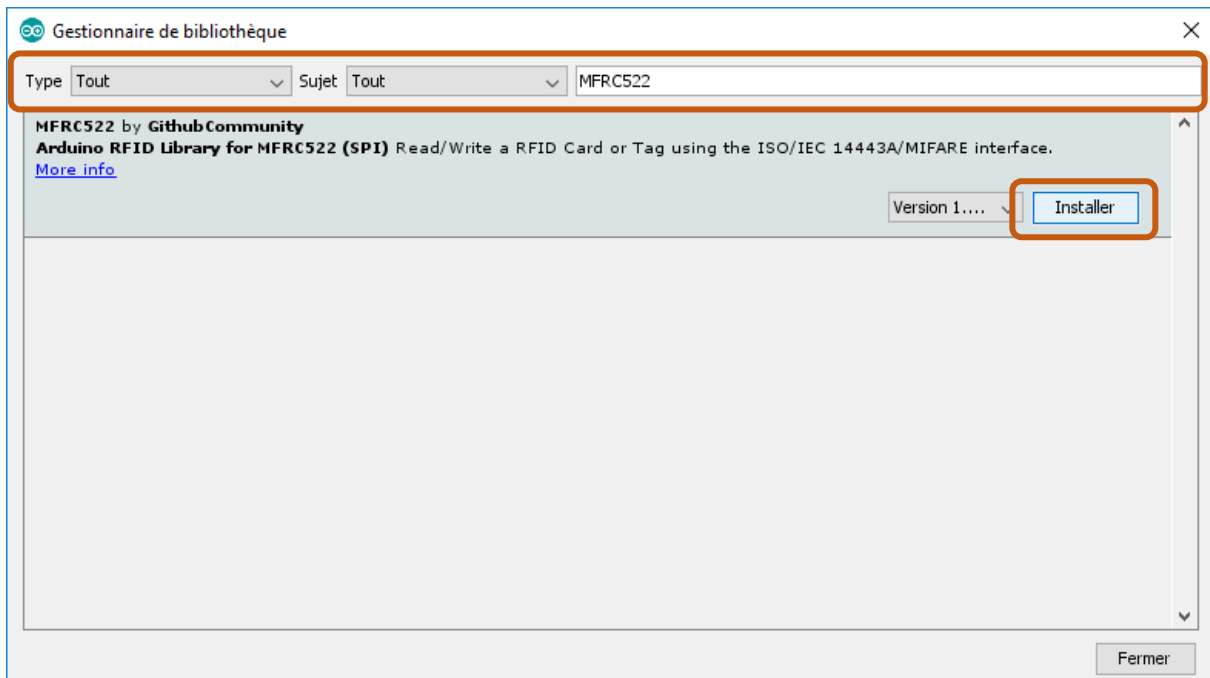 Gestionnaire de bibliothèque
Type Tout Sujet Tout MFRC522
MFRC522 by GithubCommunity
Arduino RFID Library for MFRC522 (SPI) Read/Write a RFID Card or Tag using the ISO/IEC 14443A/MIFARE interface.
More info
Version 1.... Installer
Fermer